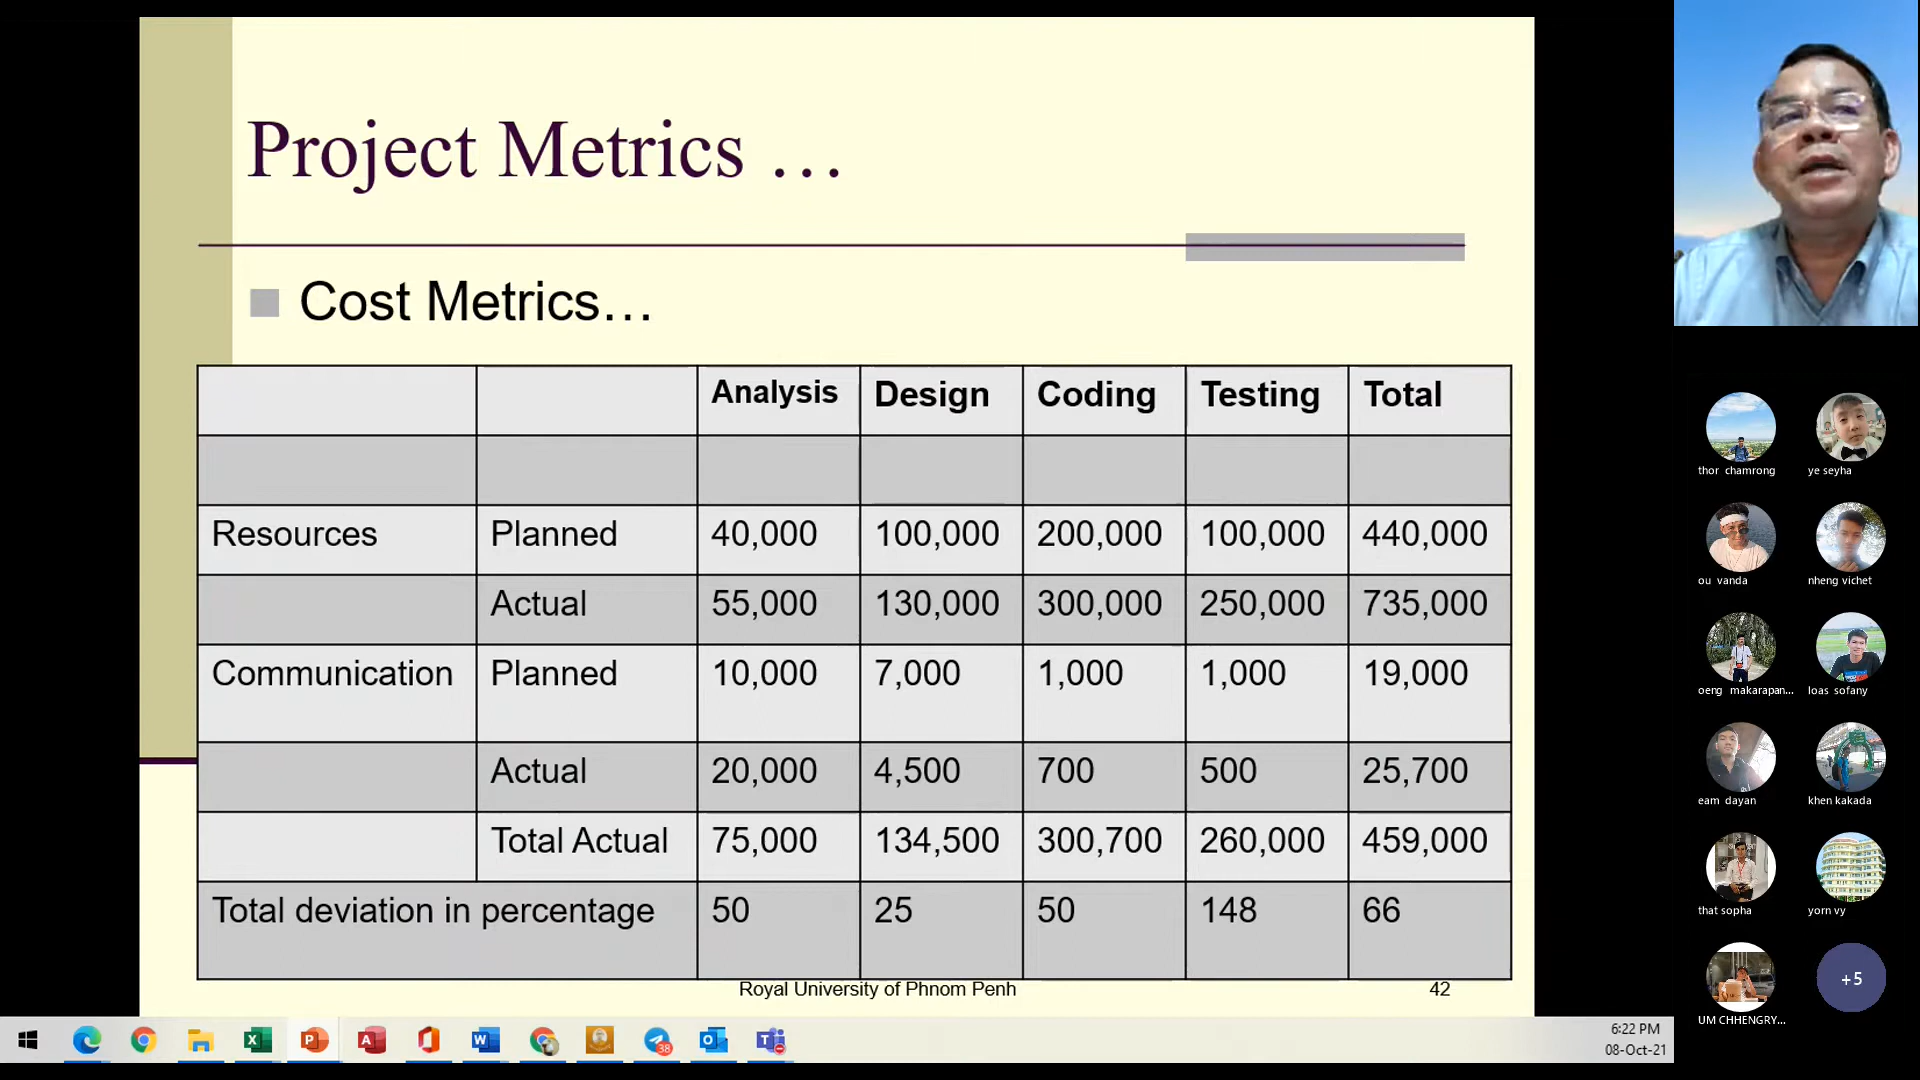 Project Metrics …
Cost Metrics…
Analysis Design Coding Testing Total
Resources Planned 40,000 100,000 200,000 100,000 440,000
Actual 55,000 130,000 300,000 250,000 735,000
Communication Planned 10,000 7,000 1,000 1,000 19,000
Actual 20,000 4,500 700 500 25,700
Total Actual 75,000 134,500 300,700 260,000 459,000
Total deviation in percentage 50 25 50 148 66
Royal University of Phnom Penh 42
thor chamrong ye seyha
ou vanda nheng vichet
oeng makarapan... loas sofany
eam dayan khen kakada
that sopha yorn vy
+5
UM CHHENGRY...
38
6:22 PM
08-Oct-21